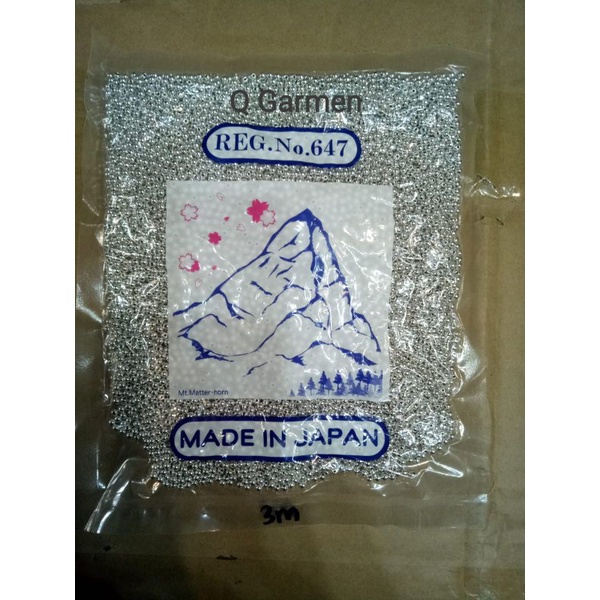 Q Garmen
REG.No.647
Mt.Matter-horn
MADE IN JAPAN
3m